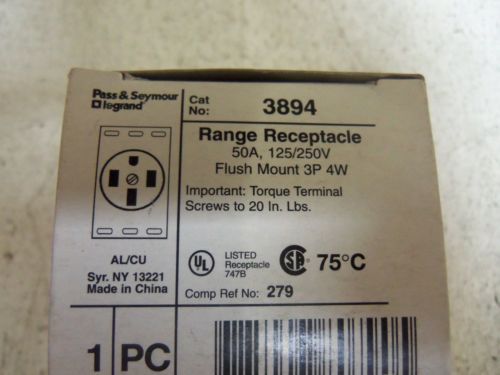 Pass & Seymour
legrand
Cat
No:
3894
Range Receptacle
50A, 125/250V
Flush Mount 3P 4W
Important: Torque Terminal
Screws to 20 In. Lbs.
AL/CU
Syr. NY 13221
Made in China
UL
LISTED
Receptacle
747B
SA
75°C
Comp Ref No: 279
1 PC